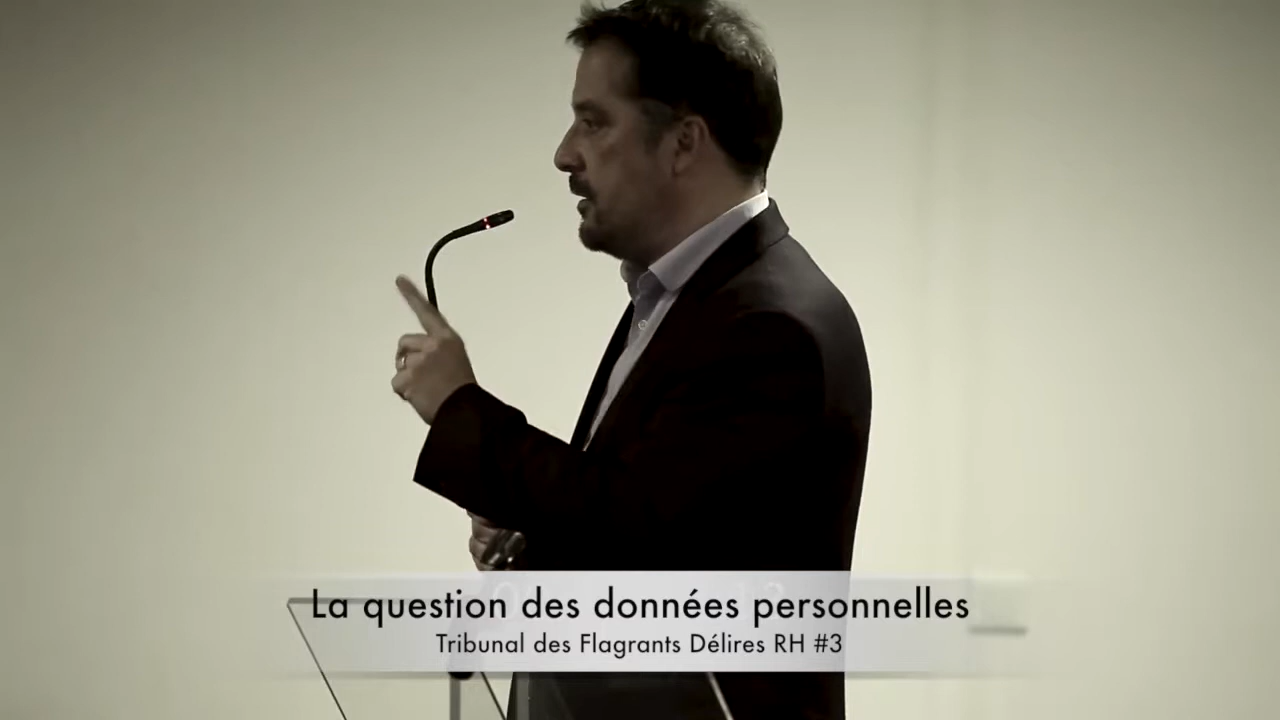 La question des données personnelles
Tribunal des Flagrants Délires RH #3